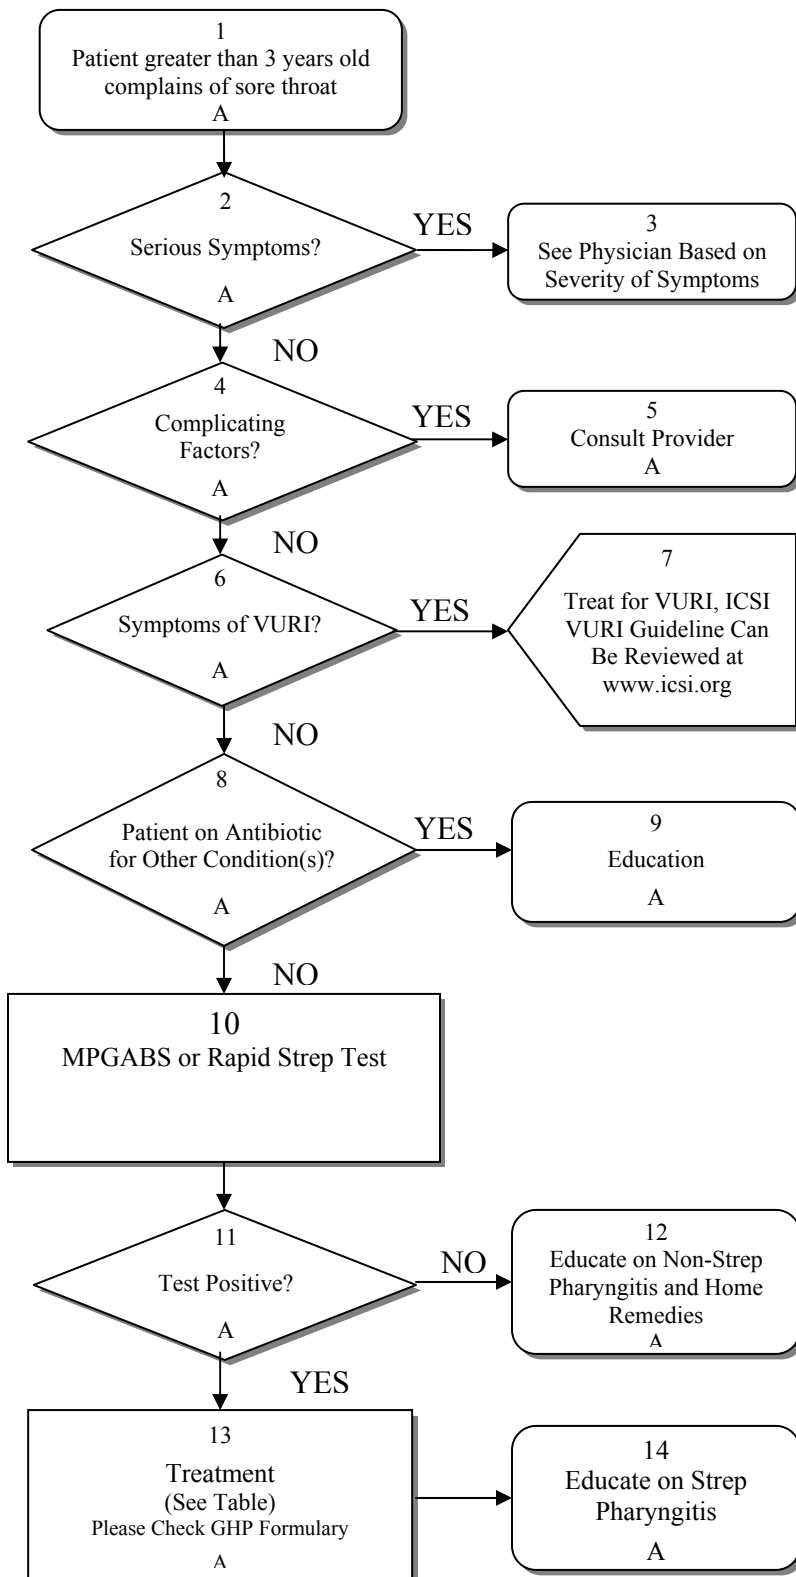 1
Patient greater than 3 years old
complains of sore throat
A
2
Serious Symptoms?
A
YES
3
See Physician Based on
Severity of Symptoms
NO
4
Complicating
Factors?
A
YES
5
Consult Provider
A
NO
6
Symptoms of VURI?
A
YES
7
Treat for VURI, ICSI
VURI Guideline Can
Be Reviewed at
www.icsi.org
NO
8
Patient on Antibiotic
for Other Condition(s)?
A
YES
9
Education
A
NO
10
MPGABS or Rapid Strep Test
11
Test Positive?
A
NO
12
Educate on Non-Strep
Pharyngitis and Home
Remedies
A
YES
13
Treatment
(See Table)
Please Check GHP Formulary
A
14
Educate on Strep
Pharyngitis
A